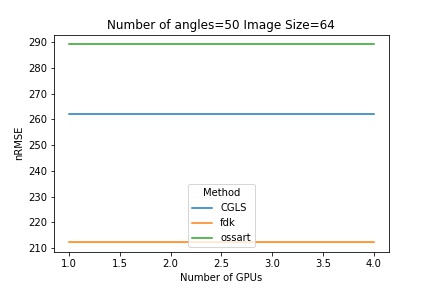 Number of angles=50 Image Size=64
290
280
270
260
250
240
230
220
210
nRMSE
Method
CGLS
fdk
ossart
1.0 1.5 2.0 2.5 3.0 3.5 4.0
Number of GPUs